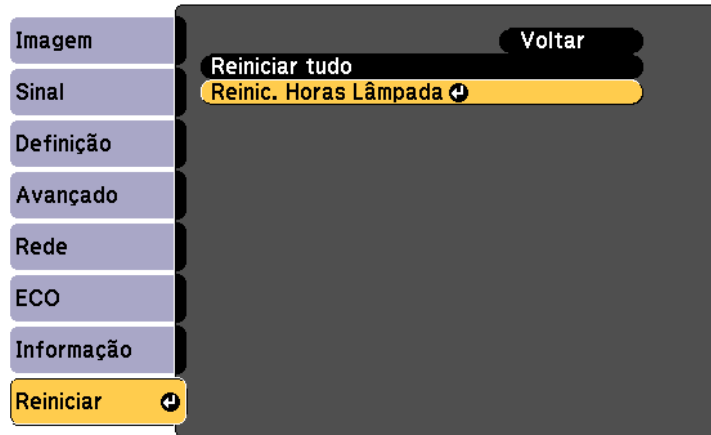 Imagem
Sinal
Definição
Avançado
Rede
ECO
Informação
Reiniciar
Voltar
Reiniciar tudo
Reinic. Horas Lâmpada